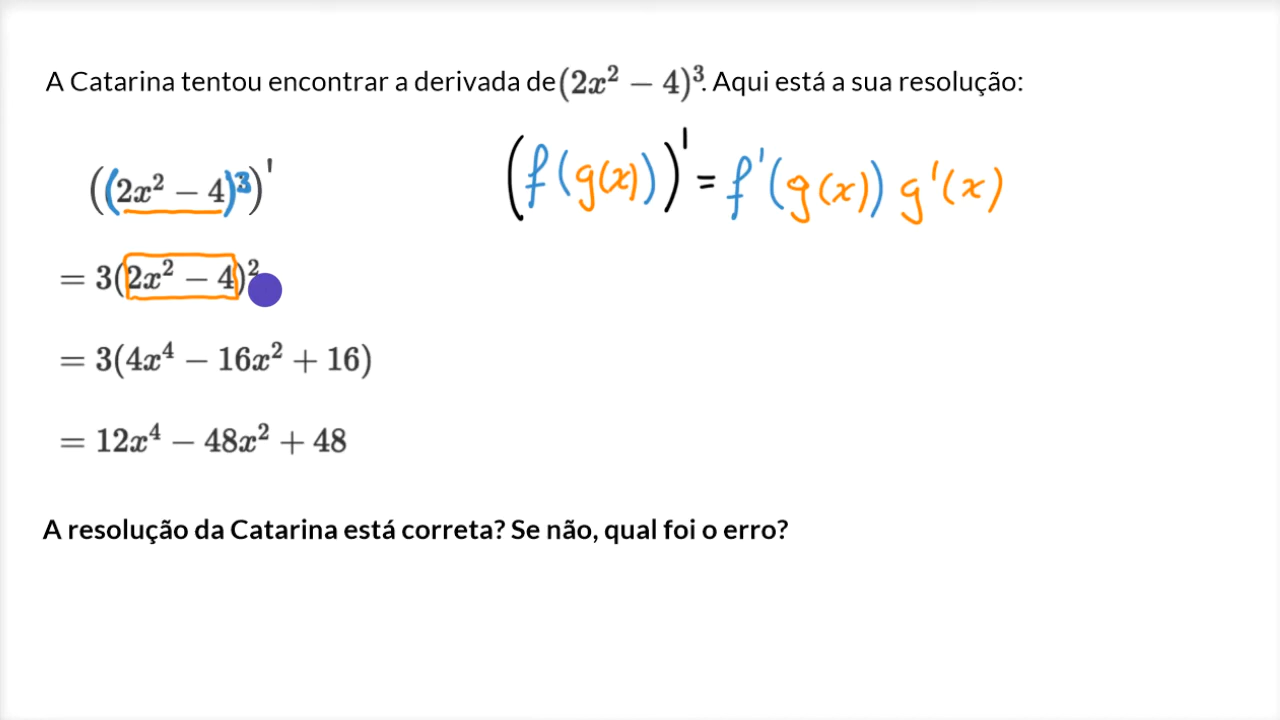 A Catarina tentou encontrar a derivada de (2x² − 4)³. Aqui está a sua resolução:
((2x² − 4)³)'
(f(g(x)))' = f'(g(x)) g'(x)
= 3(2x² − 4)²
= 3(4x⁴ − 16x² + 16)
= 12x⁴ − 48x² + 48
A resolução da Catarina está correta? Se não, qual foi o erro?